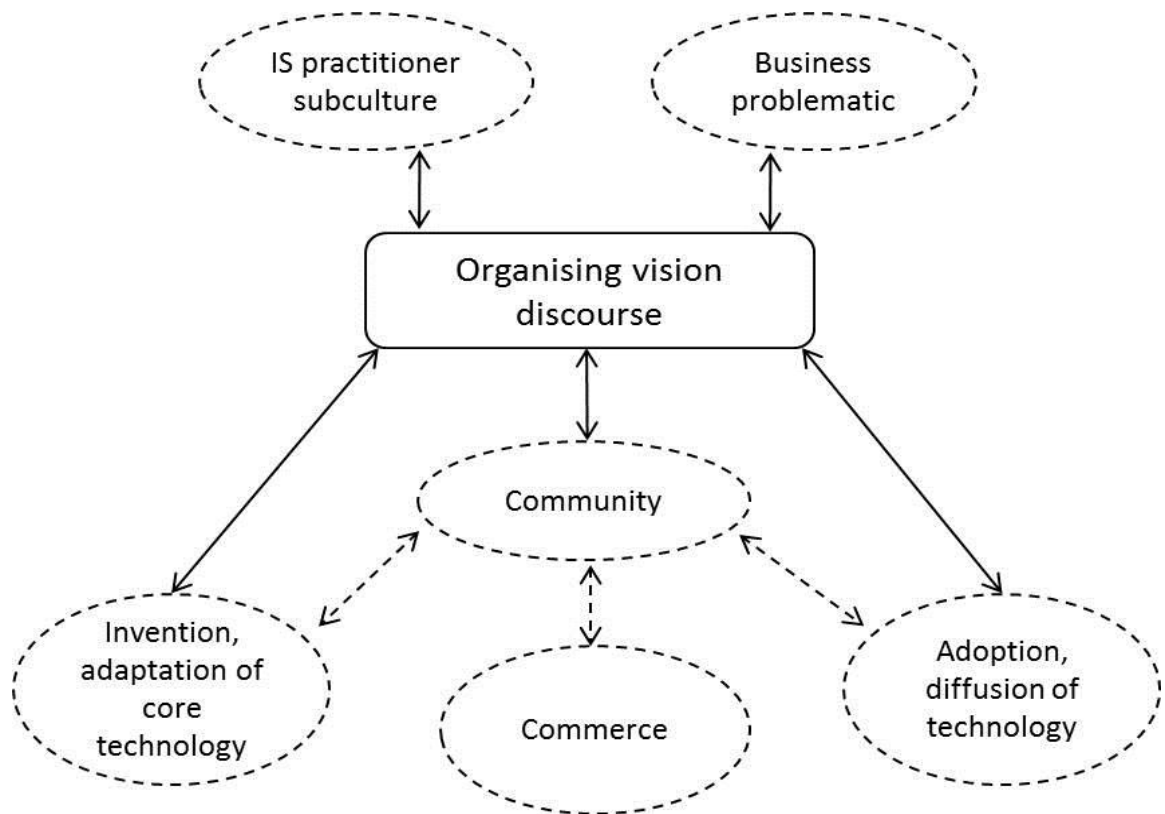 IS practitioner
subculture
Business
problematic
Organising vision
discourse
Community
Invention,
adaptation of
core
technology
Commerce
Adoption,
diffusion of
technology